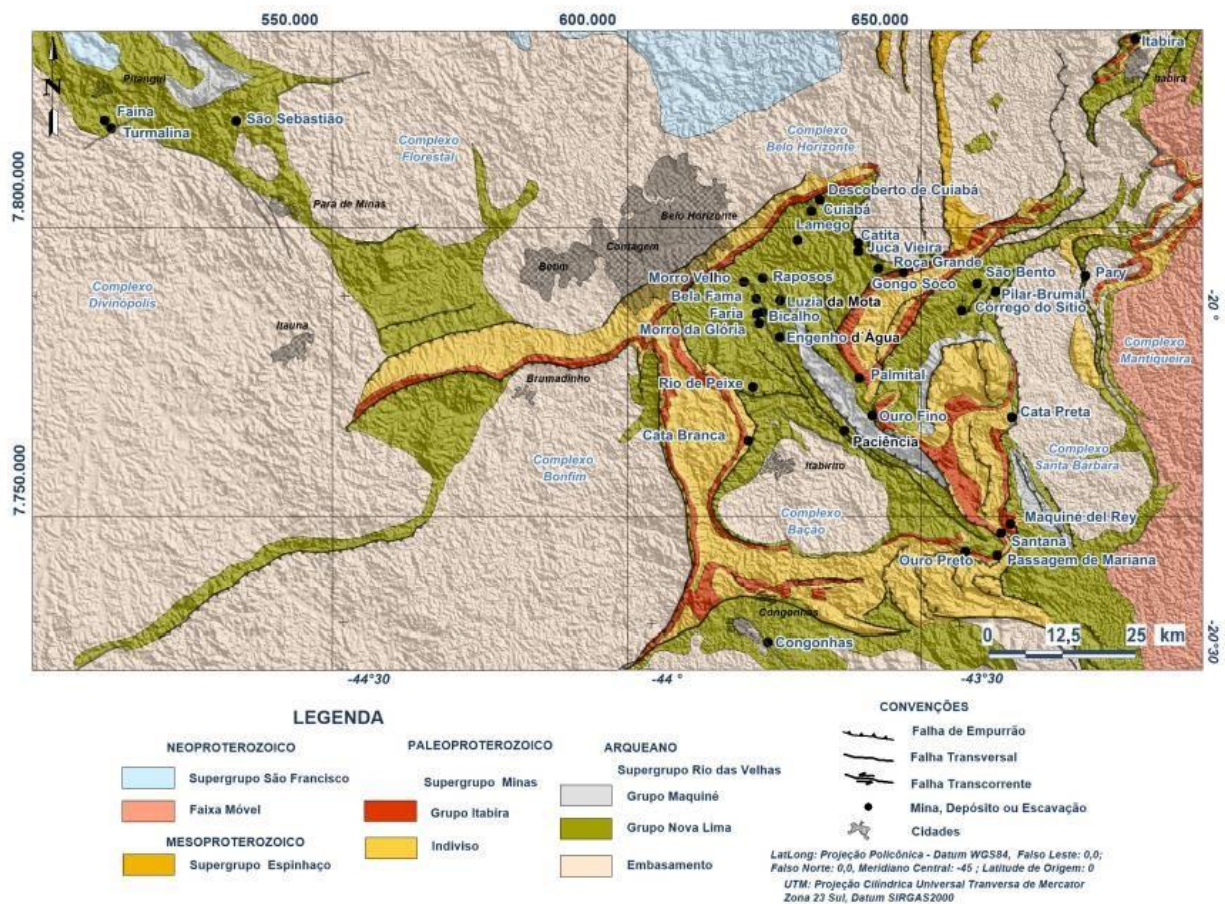 550.000
600.000
650.000
Itabira
Itabira
Pitangui
N
Faina
Turmalina
São Sebastião
Complexo
Florestal
Complexo
Belo Horizonte
7.800.000
Para de Minas
Descoberto de Cuiabá
Cuiabá
Lamego
Belo Horizonte
Catita
Juca Vieira
Contagem
Roça Grande
Betim
Morro Velho
Raposos
Gongo Soco
São Bento
Pary
Complexo
Divinópolis
Bela Fama
Luzia da Mota
Pilar-Brumal
-20°
Faria
Bicalho
Córrego do Sítio
Itauna
Morro da Glória
Engenho d'Água
Complexo
Mantiqueira
Brumadinho
Rio de Peixe
Palmital
Ouro Fino
Cata Preta
Cata Branca
Paciência
Complexo
Bonfim
Itabirito
Complexo
Santa Bárbara
7.750.000
Complexo
Bação
Maquiné del Rey
Santana
Ouro Preto
Passagem de Mariana
Congonhas
Congonhas
0 12,5 25 km
-20°30
-44°30
-44 °
-43°30
LEGENDA
NEOPROTEROZOICO
Supergrupo São Francisco
Faixa Móvel
MESOPROTEROZOICO
Supergrupo Espinhaço
PALEOPROTEROZOICO
Supergrupo Minas
Grupo Itabira
Indiviso
ARQUEANO
Supergrupo Rio das Velhas
Grupo Maquiné
Grupo Nova Lima
Embasamento
CONVENÇÕES
Falha de Empurrão
Falha Transversal
Falha Transcorrente
Mina, Depósito ou Escavação
Cidades
LatLong: Projeção Policônica - Datum WGS84, Falso Leste: 0,0;
Falso Norte: 0,0, Meridiano Central: -45 ; Latitude de Origem: 0
UTM: Projeção Cilíndrica Universal Tranversa de Mercator
Zona 23 Sul, Datum SIRGAS2000